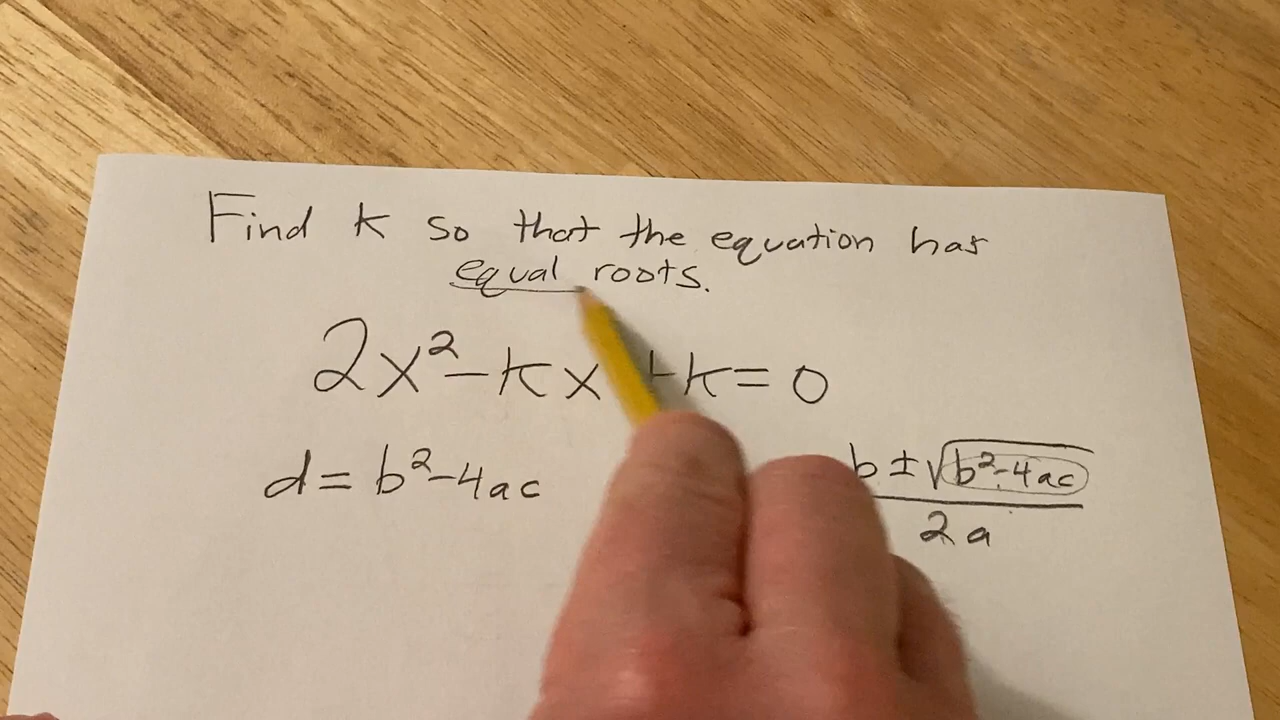 Find k so that the equation has
equal roots.
2x²-kx+k=0
d=b²-4ac
b±√b²-4ac
2a